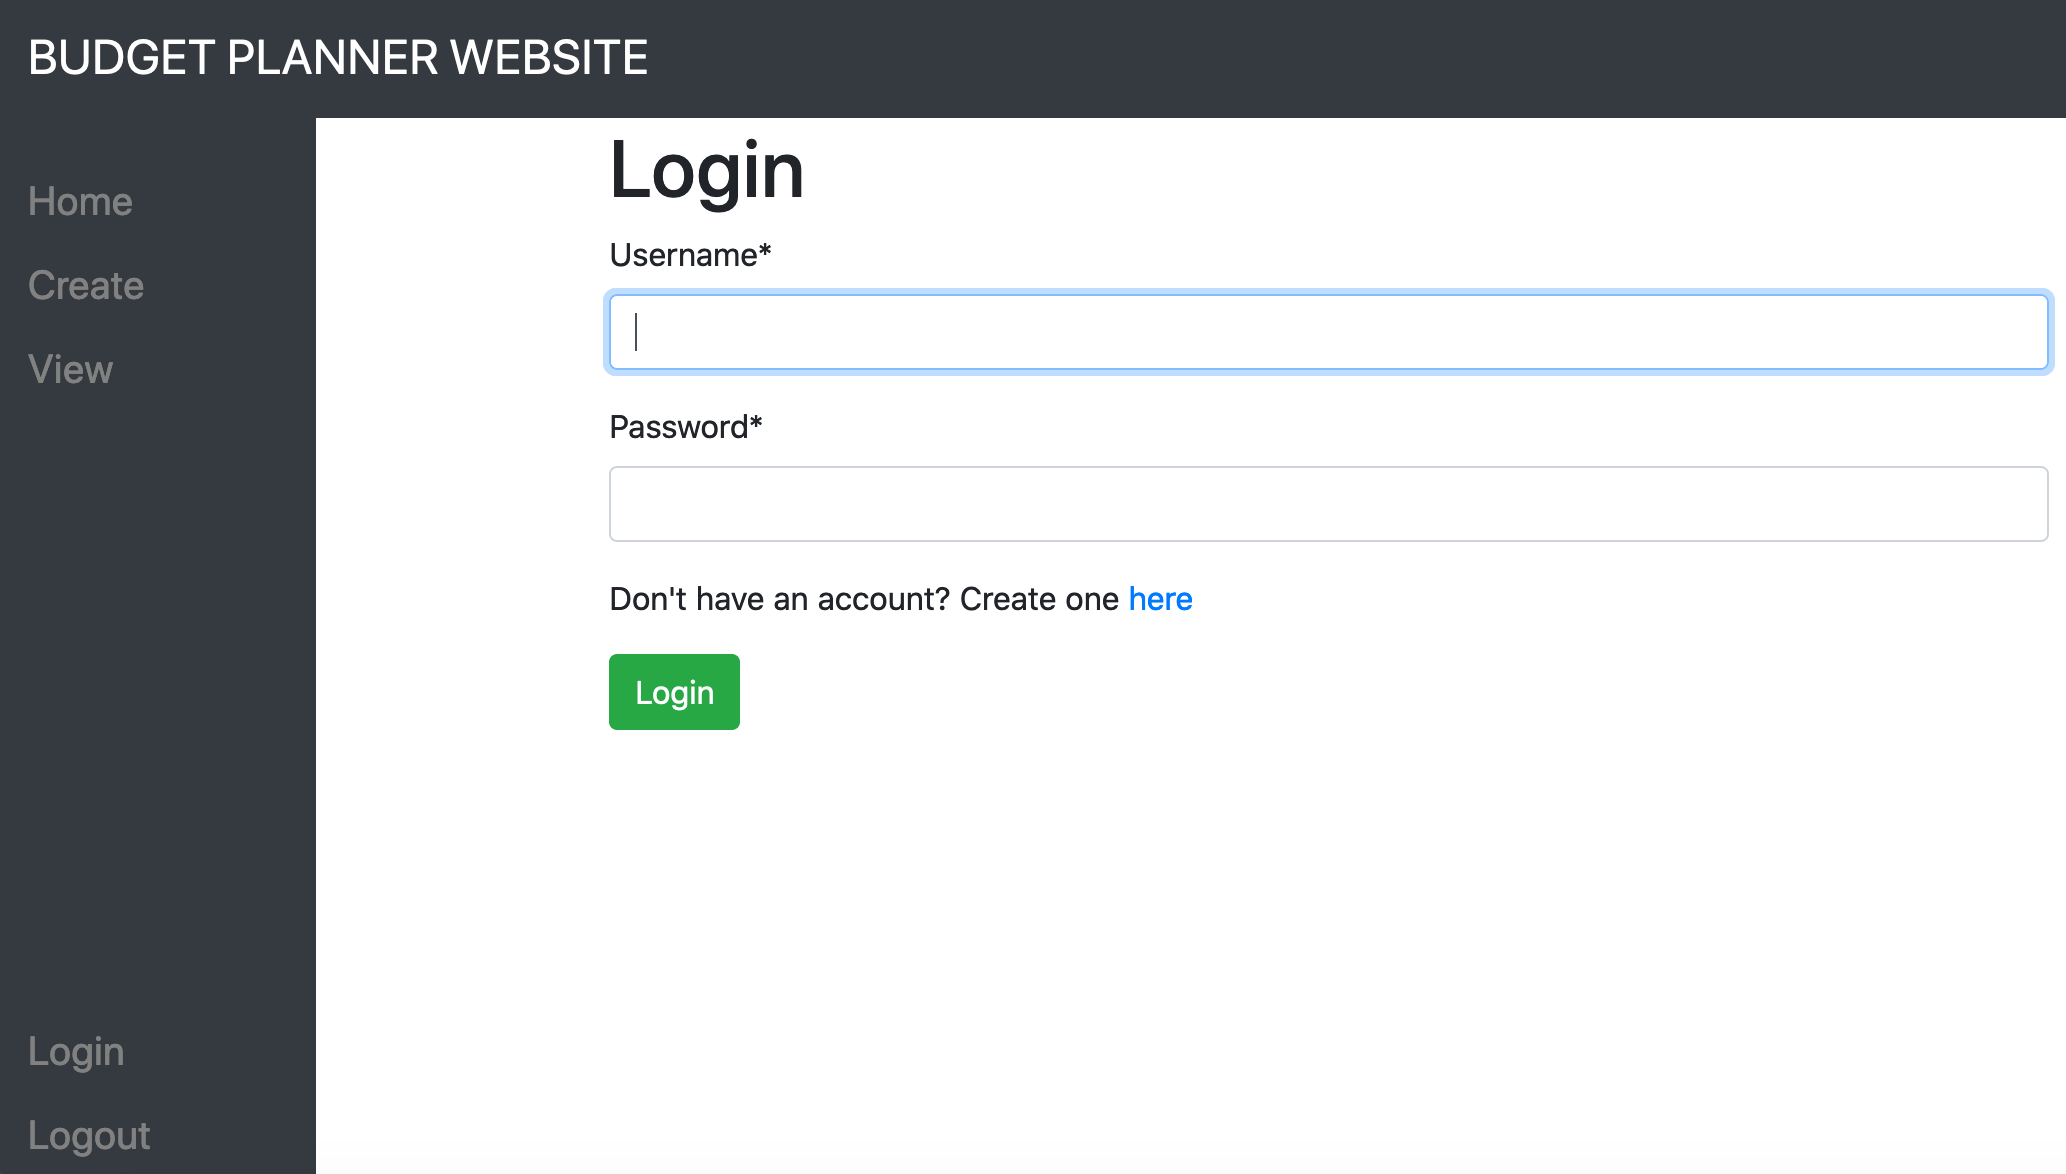 BUDGET PLANNER WEBSITE
Home
Create
View
Login
Logout
Login
Username*
Password*
Don't have an account? Create one here
Login